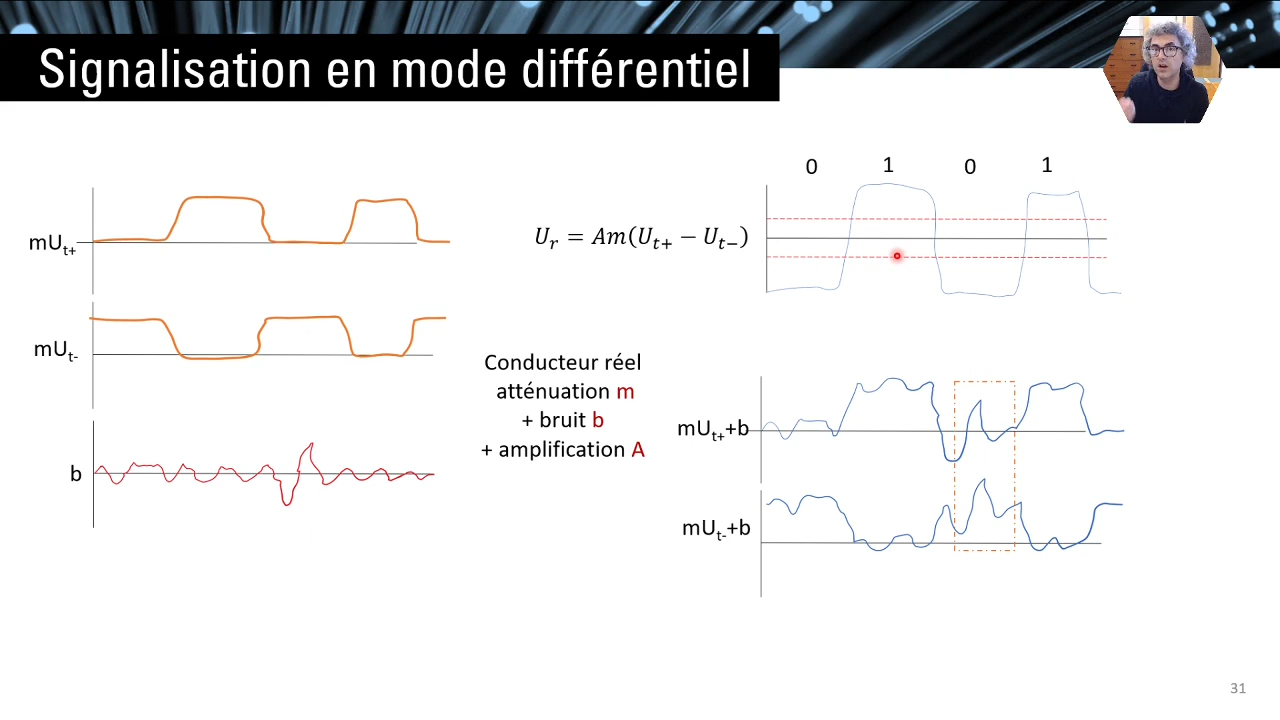 Signalisation en mode différentiel
0 1 0 1
mUt+
Ur = Am(Ut+ − Ut−)
mUt-
Conducteur réel
atténuation m
+ bruit b
+ amplification A
b
mUt++b
mUt-+b
31